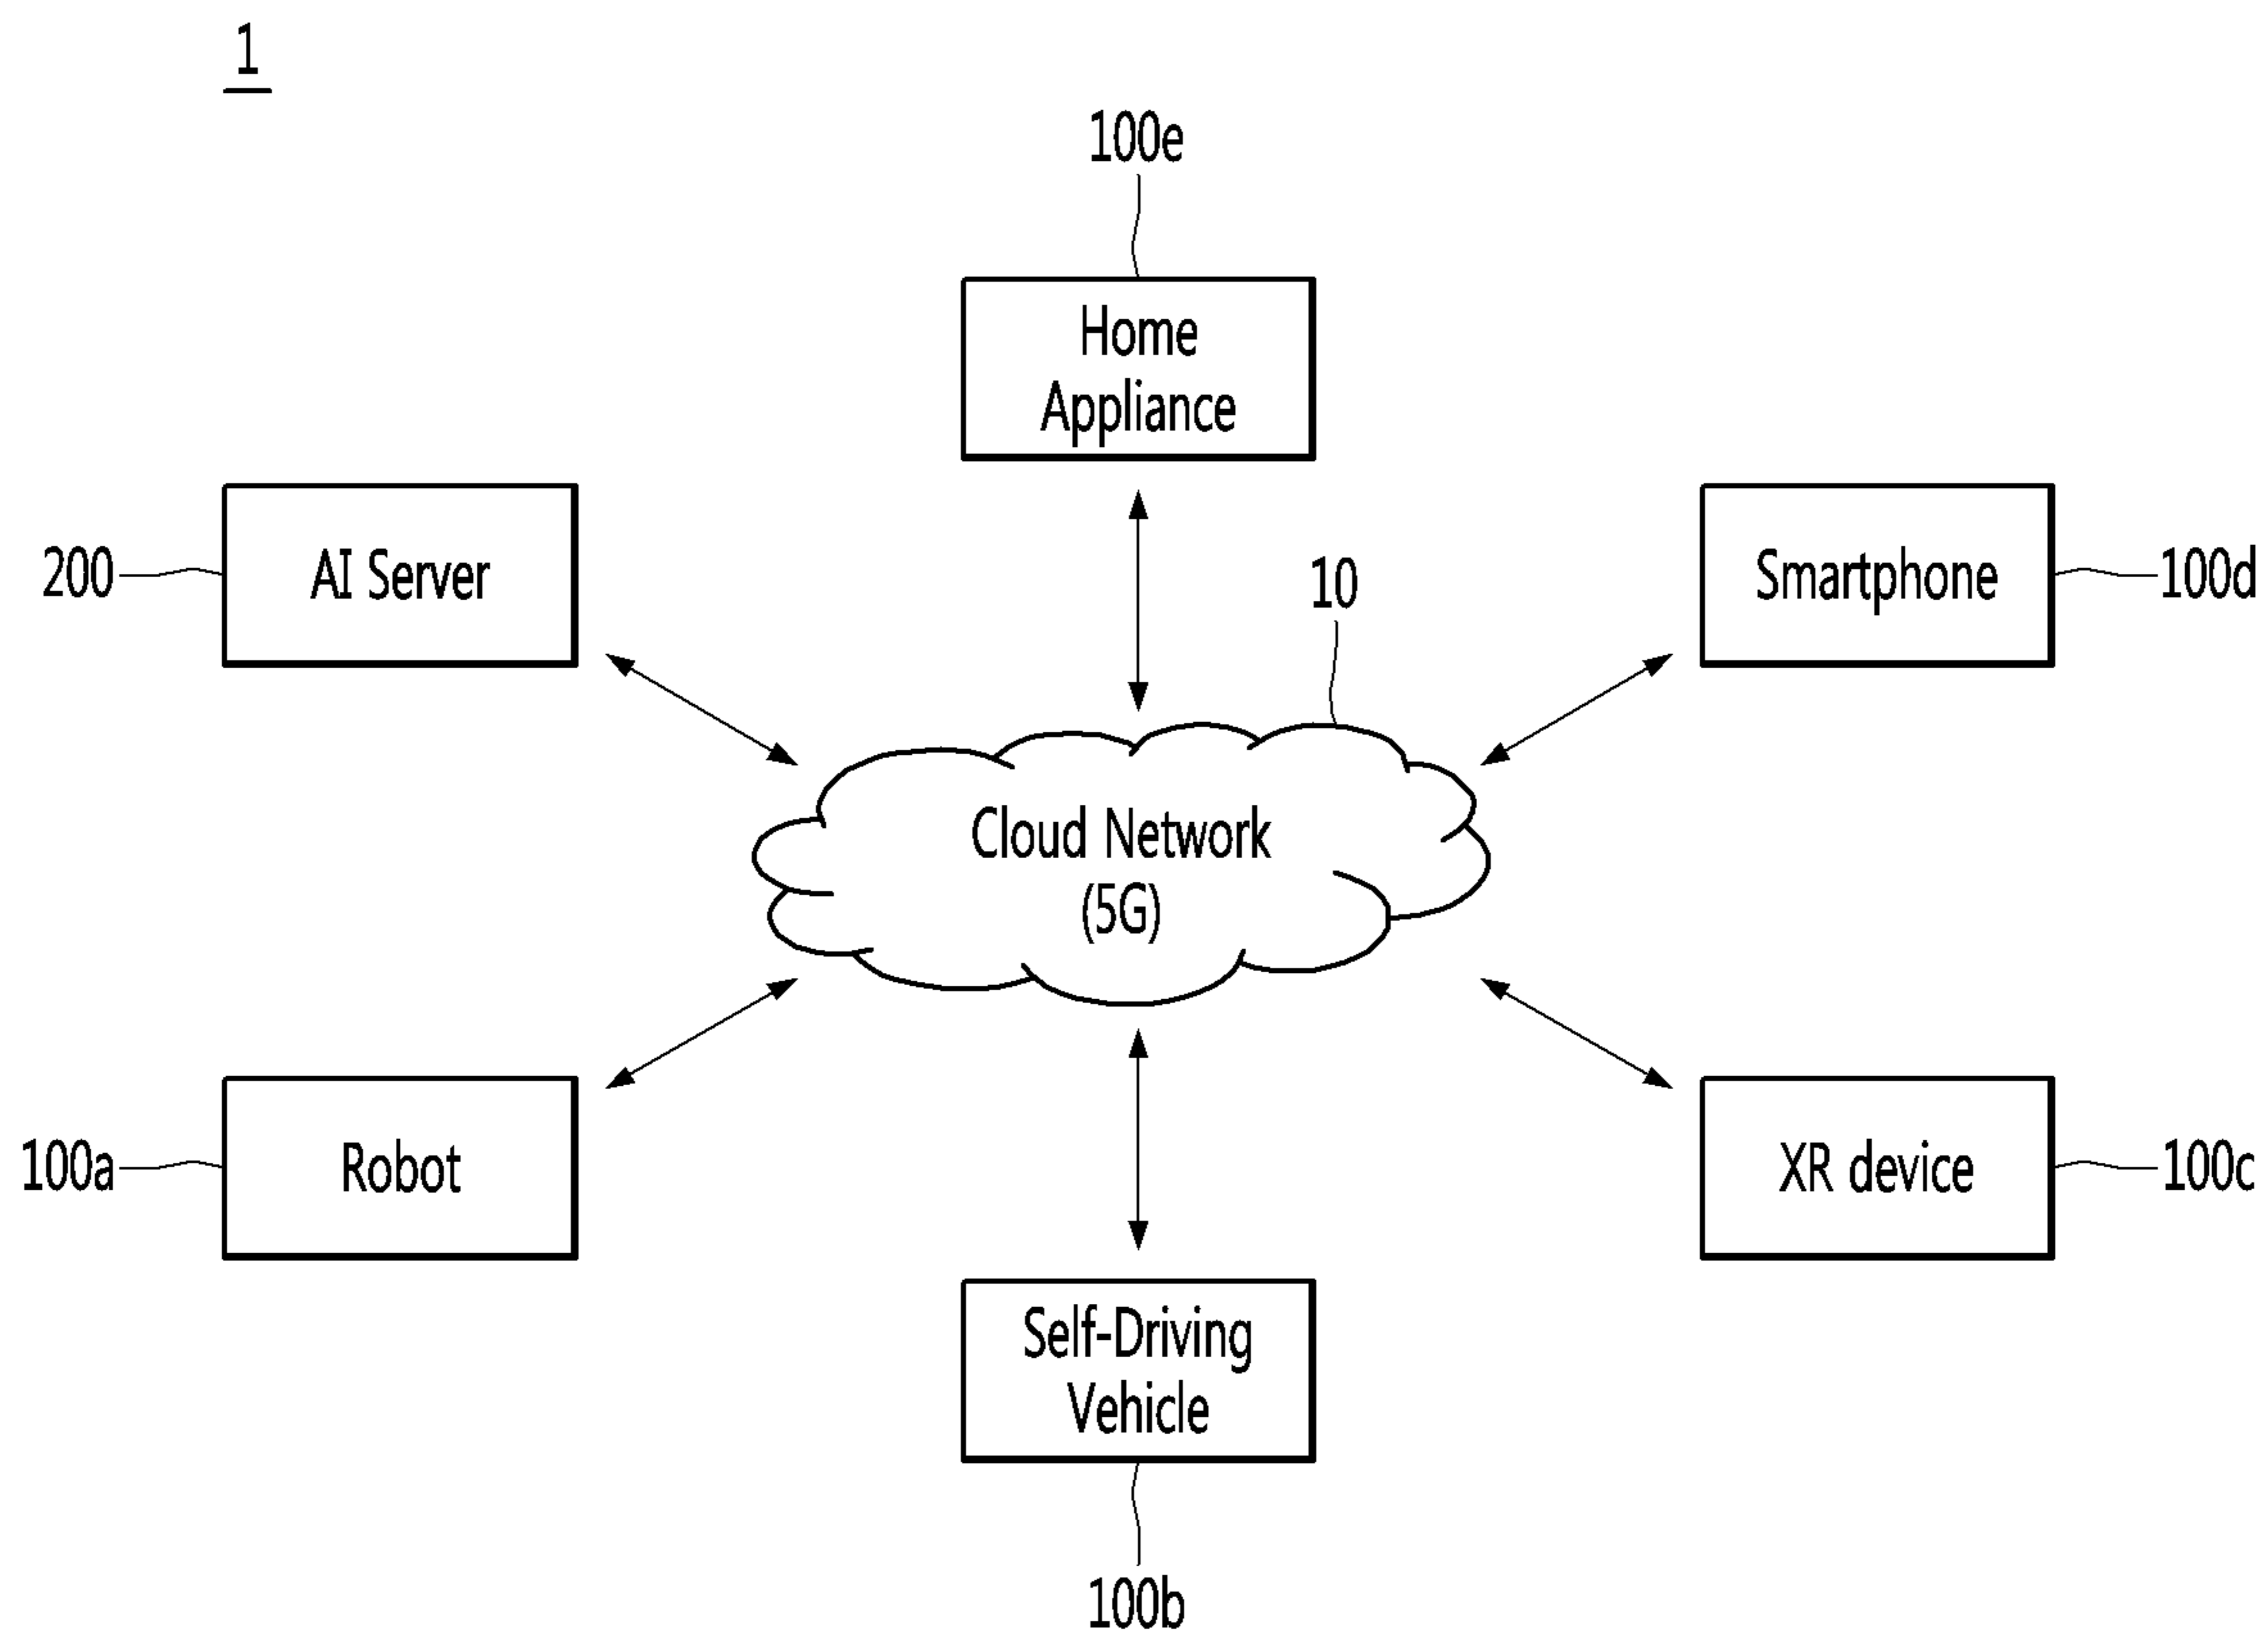 1
100e
Home
Appliance
200
AI Server
10
Smartphone
100d
Cloud Network
(5G)
100a
Robot
XR device
100c
Self-Driving
Vehicle
100b